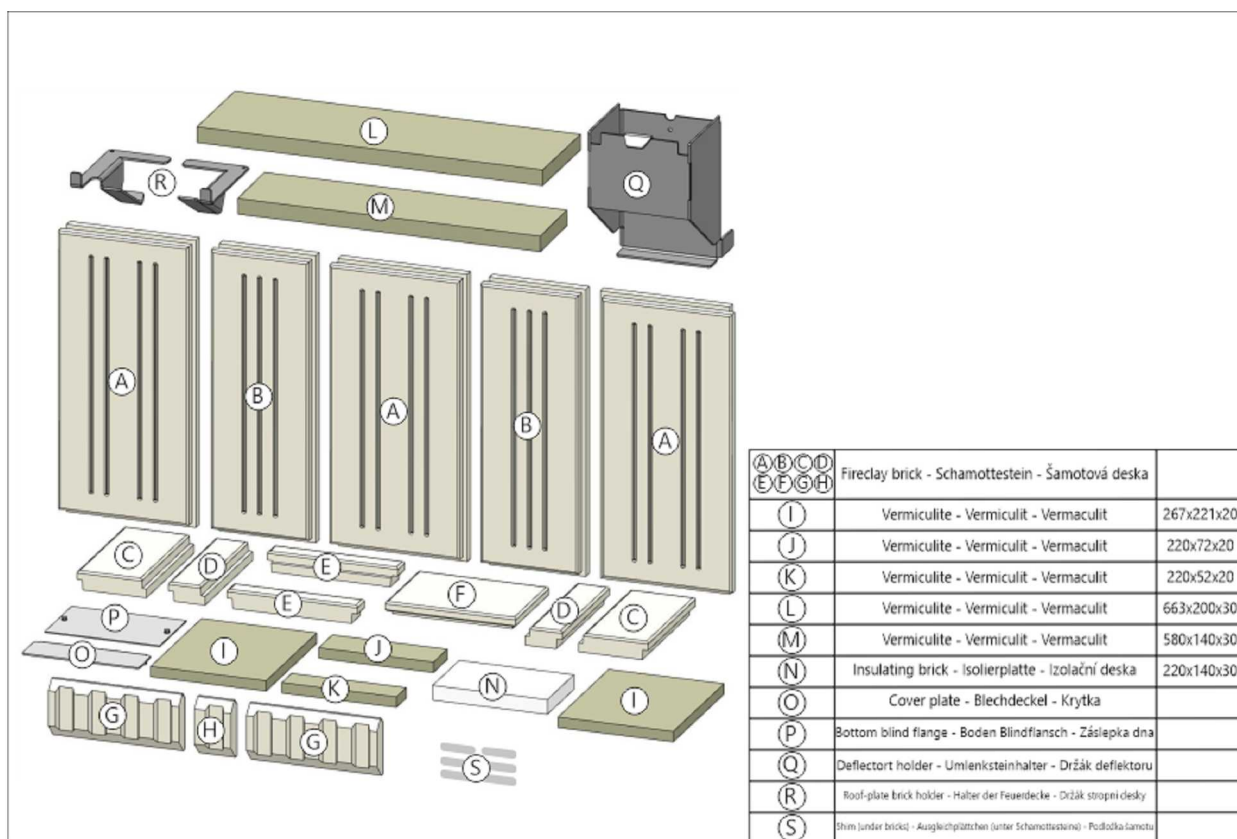 L
R
Q
M
A
B
A
B
A
C
D
E
F
D
C
E
P
I
J
O
K
N
I
G
H
G
S
A B C D
E F G H
Fireclay brick - Schamottestein - Šamotová deska
I Vermiculite - Vermiculit - Vermaculit 267x221x20
J Vermiculite - Vermiculit - Vermaculit 220x72x20
K Vermiculite - Vermiculit - Vermaculit 220x52x20
L Vermiculite - Vermiculit - Vermaculit 663x200x30
M Vermiculite - Vermiculit - Vermaculit 580x140x30
N Insulating brick - Isolierplatte - Izolační deska 220x140x30
O Cover plate - Blechdeckel - Krytka
P Bottom blind flange - Boden Blindflansch - Záslepka dna
Q Deflectort holder - Umlenksteinhalter - Držák deflektoru
R Roof-plate brick holder - Halter der Feuerdecke - Držák stropni desky
S Shim (under bricks) - Ausgleichplättchen (unter Schamottesteine) - Podložka šamotu